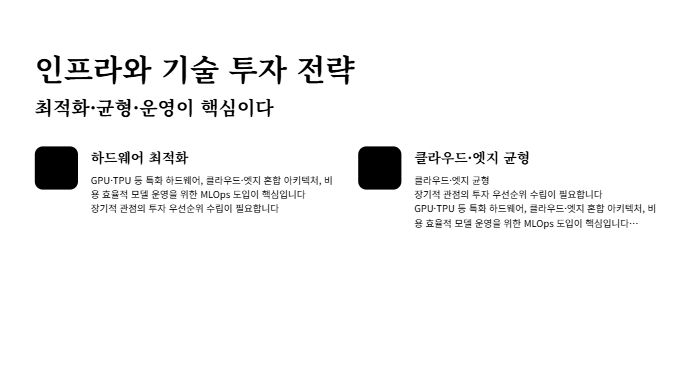 인프라와 기술 투자 전략
최적화·균형·운영이 핵심이다
하드웨어 최적화
GPU·TPU 등 특화 하드웨어, 클라우드·엣지 혼합 아키텍처, 비
용 효율적 모델 운영을 위한 MLOps 도입이 핵심입니다
장기적 관점의 투자 우선순위 수립이 필요합니다
클라우드·엣지 균형
클라우드·엣지 균형
장기적 관점의 투자 우선순위 수립이 필요합니다
GPU·TPU 등 특화 하드웨어, 클라우드·엣지 혼합 아키텍처, 비
용 효율적 모델 운영을 위한 MLOps 도입이 핵심입니다…